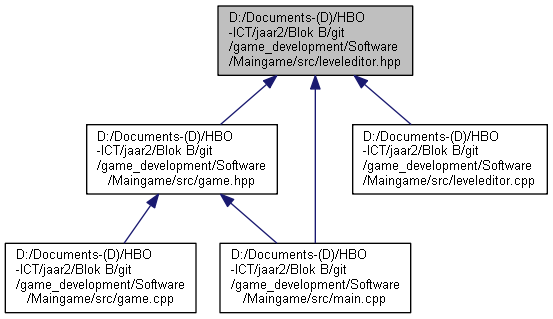 D:/Documents-(D)/HBO
-ICT/jaar2/Blok B/git
/game_development/Software
/Maingame/src/leveleditor.hpp
D:/Documents-(D)/HBO
-ICT/jaar2/Blok B/git
/game_development/Software
/Maingame/src/game.hpp
D:/Documents-(D)/HBO
-ICT/jaar2/Blok B/git
/game_development/Software
/Maingame/src/leveleditor.cpp
D:/Documents-(D)/HBO
-ICT/jaar2/Blok B/git
/game_development/Software
/Maingame/src/game.cpp
D:/Documents-(D)/HBO
-ICT/jaar2/Blok B/git
/game_development/Software
/Maingame/src/main.cpp